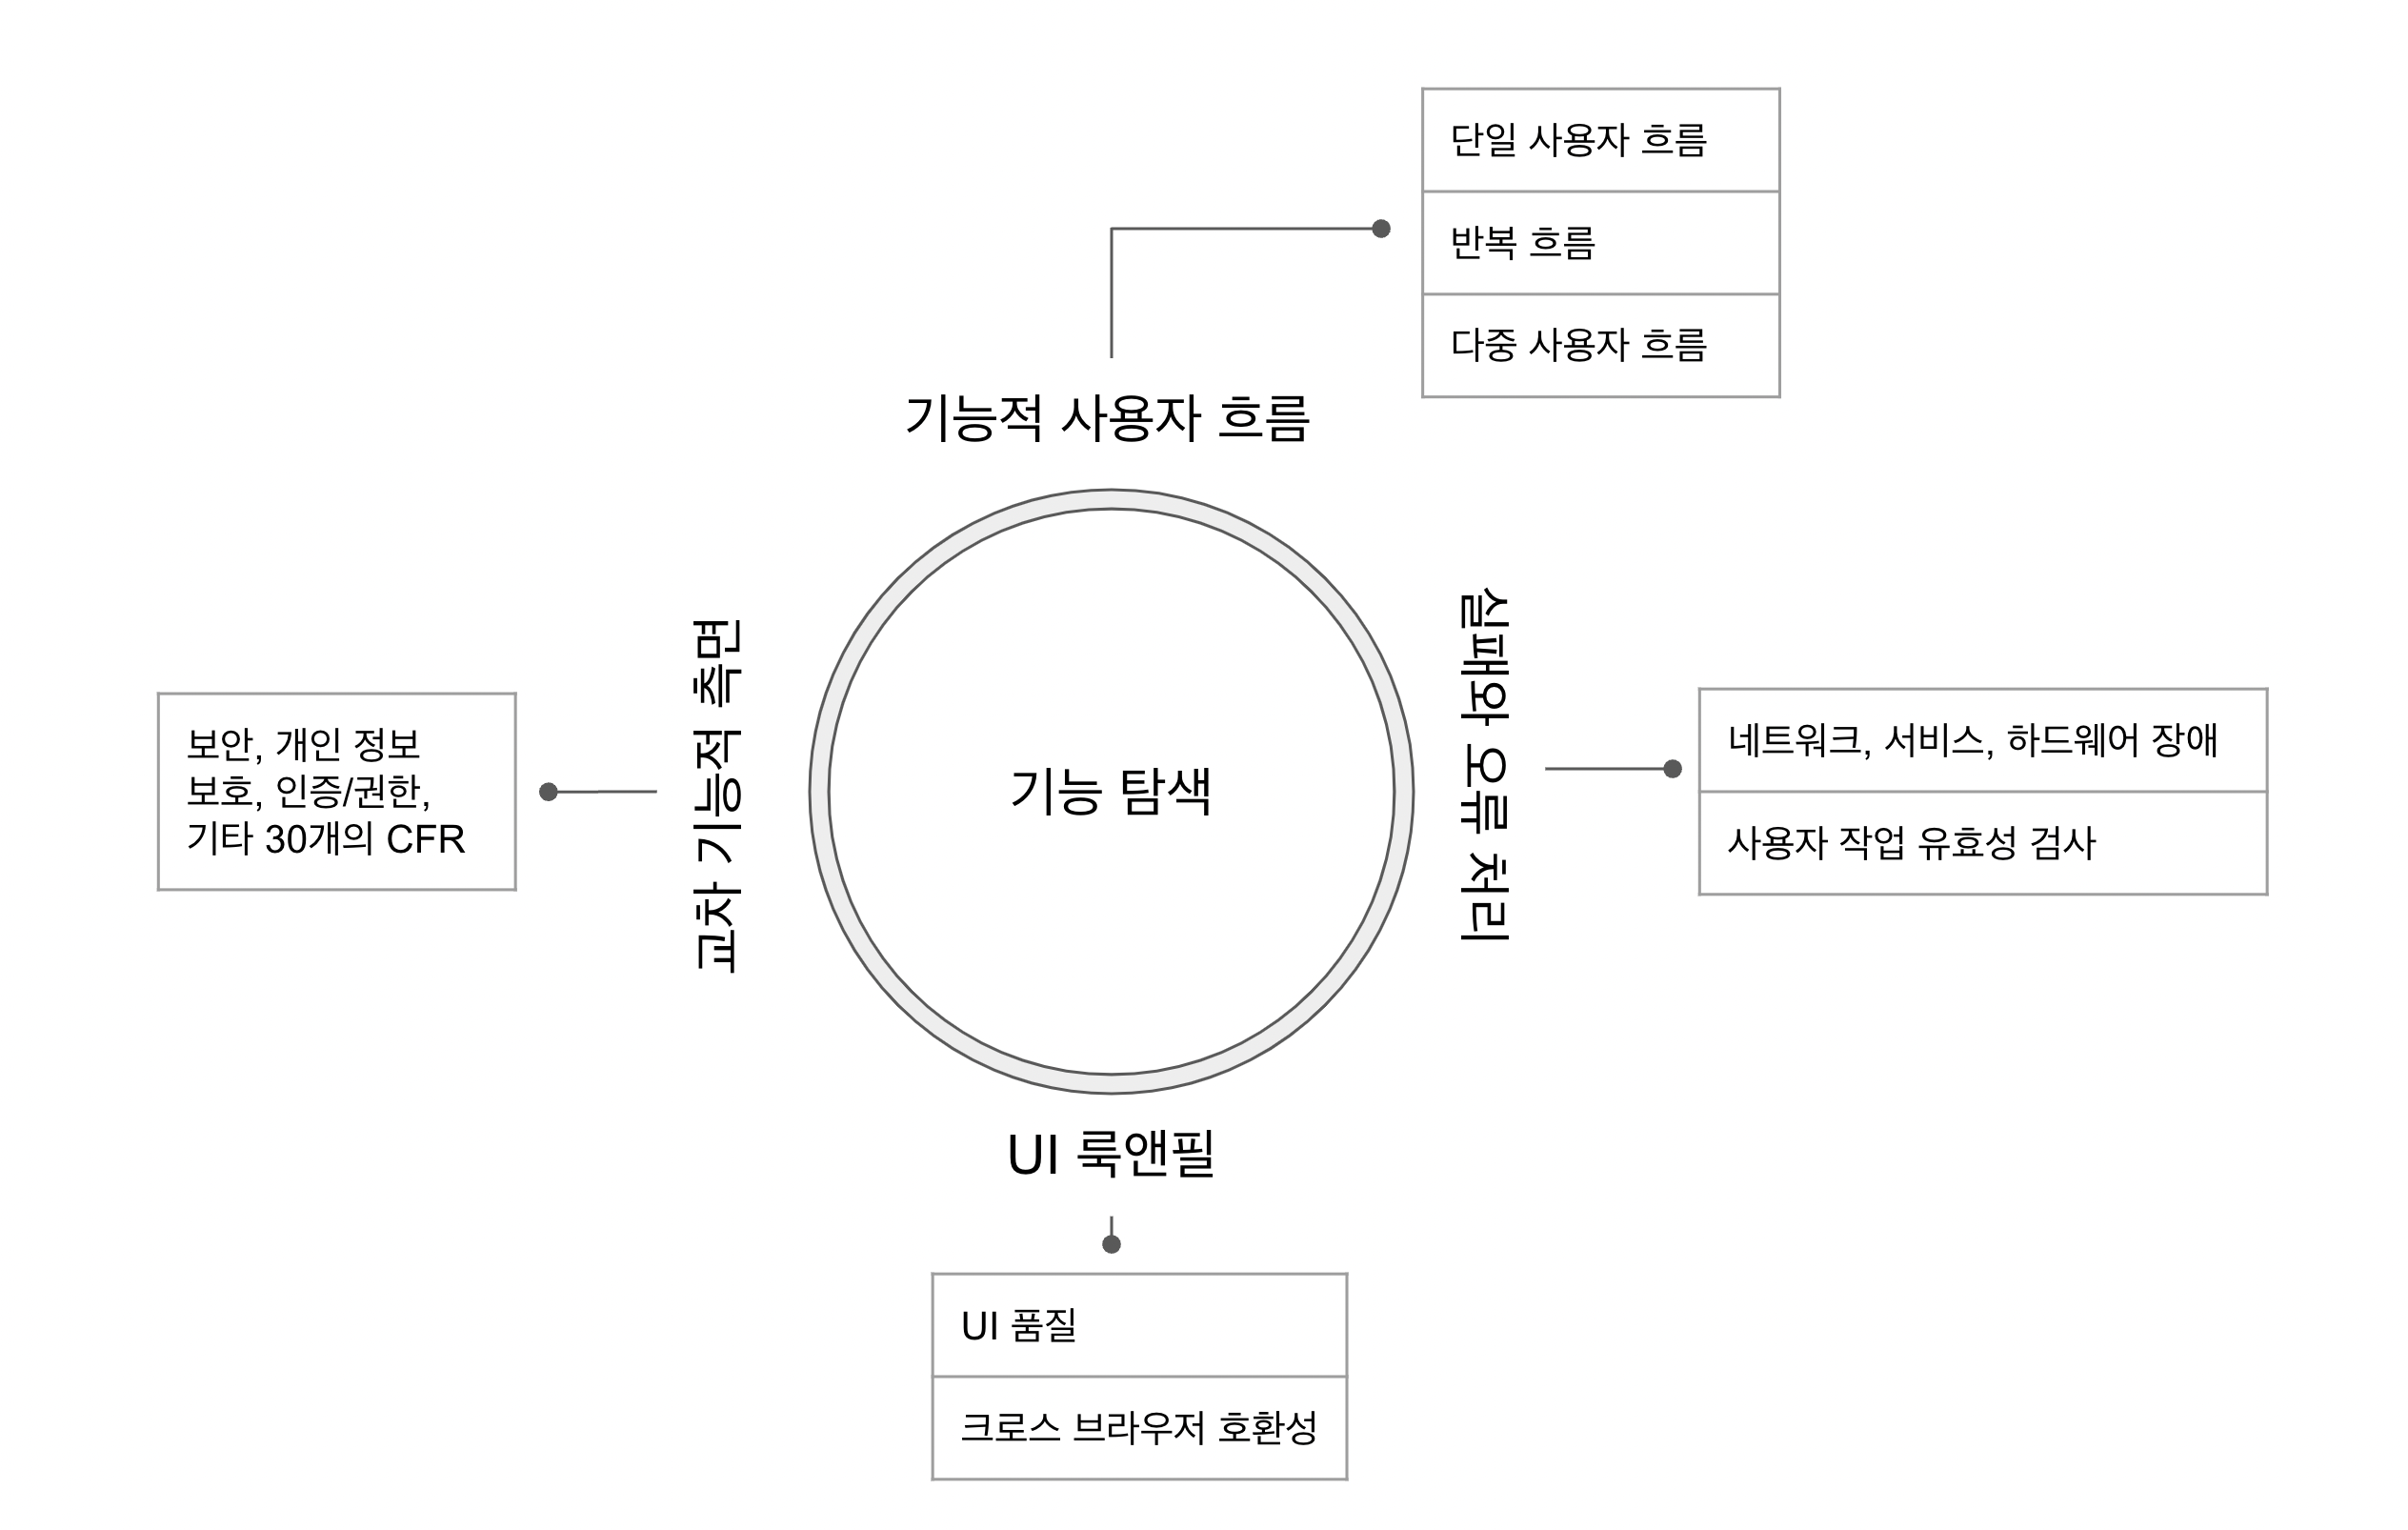 단일 사용자 흐름
반복 흐름
다중 사용자 흐름
기능적 사용자 흐름
교차 기능적 측면
보안, 개인 정보
보호, 인증/권한,
기타 30개의 CFR
기능 탐색
실패와 오류 처리
네트워크, 서비스, 하드웨어 장애
사용자 작업 유효성 검사
UI 룩앤필
UI 품질
크로스 브라우저 호환성